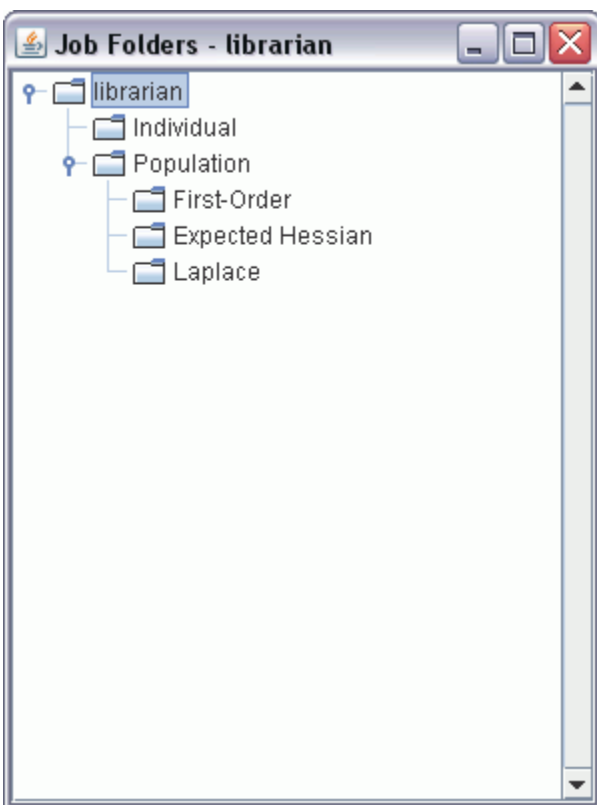 Job Folders - librarian
librarian
Individual
Population
First-Order
Expected Hessian
Laplace